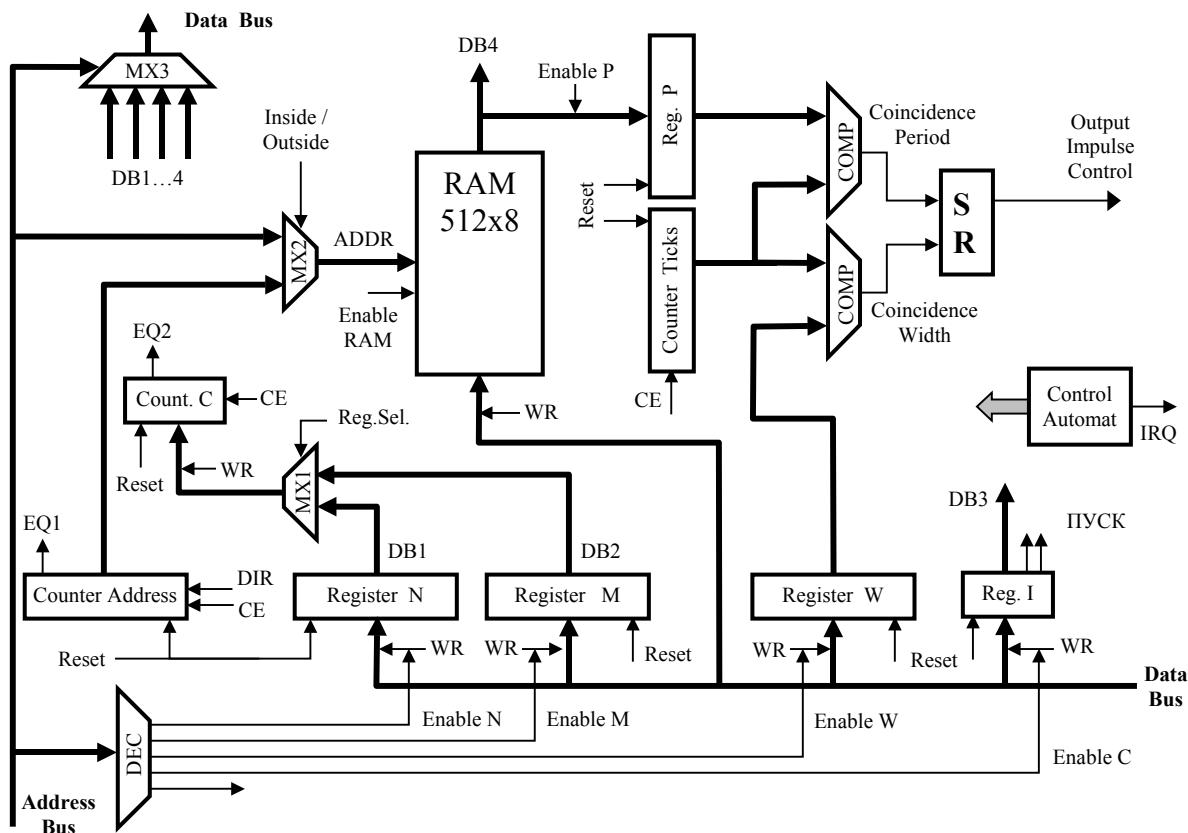 Data Bus
MX3
DB1...4
Inside /
Outside
MX2
ADDR
Enable
RAM
DB4
RAM
512x8
Enable P
Reg. P
Reset
Counter Ticks
CE
COMP
Coincidence
Period
COMP
Coincidence
Width
S
R
Output
Impulse
Control
Control
Automat
IRQ
EQ2
Count. C
CE
Reset
WR
Reg.Sel.
MX1
WR
EQ1
Counter Address
DIR
CE
Reset
DB1
Register N
WR
DB2
Register M
WR
Reset
Register W
WR
Reset
DB3
ПУСК
Reg. I
WR
Data
Bus
DEC
Enable N
Enable M
Enable W
Enable C
Address
Bus